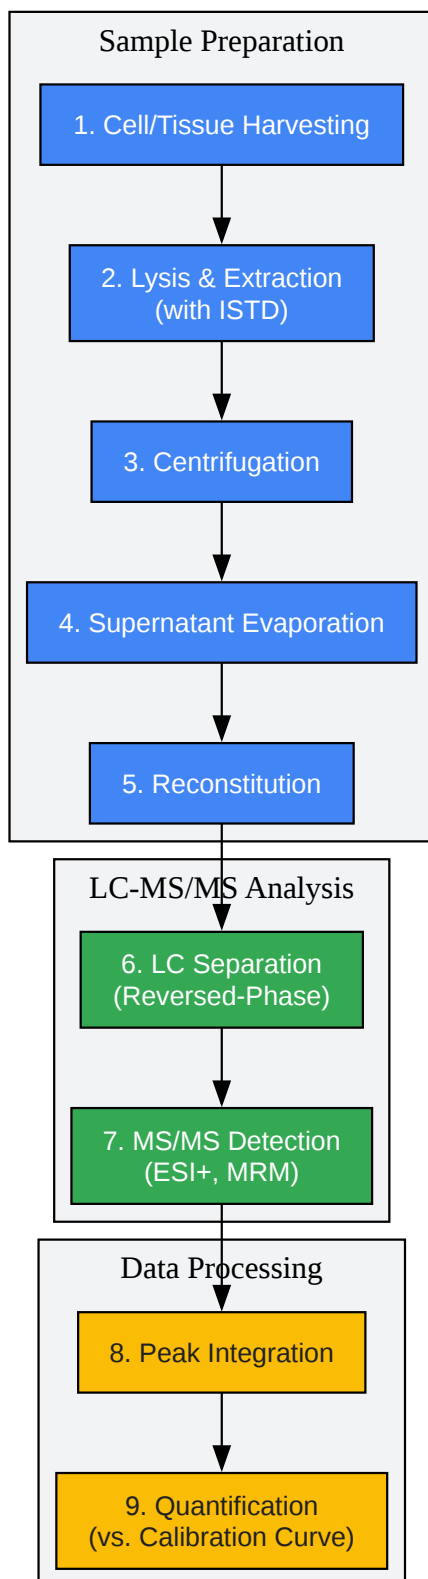 Sample Preparation
1. Cell/Tissue Harvesting
2. Lysis & Extraction
(with ISTD)
3. Centrifugation
4. Supernatant Evaporation
5. Reconstitution
LC-MS/MS Analysis
6. LC Separation
(Reversed-Phase)
7. MS/MS Detection
(ESI+, MRM)
Data Processing
8. Peak Integration
9. Quantification
(vs. Calibration Curve)